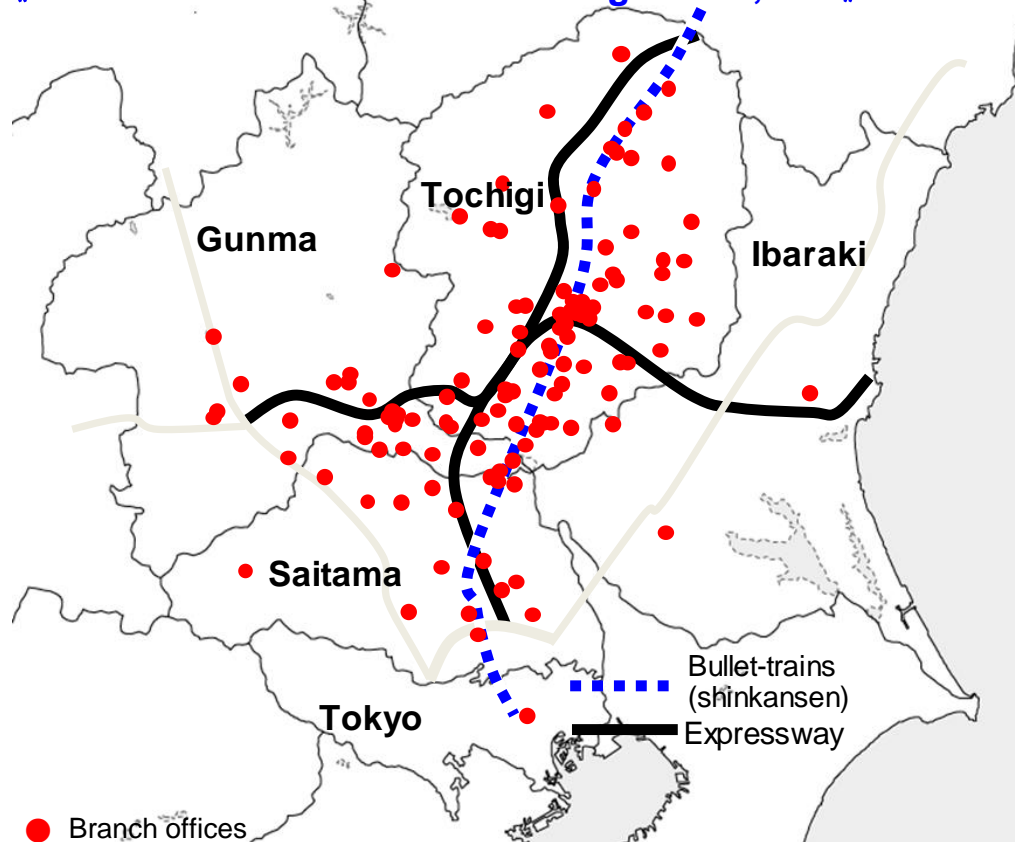 Tochigi
Gunma
Ibaraki
Saitama
Bullet-trains
(shinkansen)
Tokyo
Expressway
Branch offices